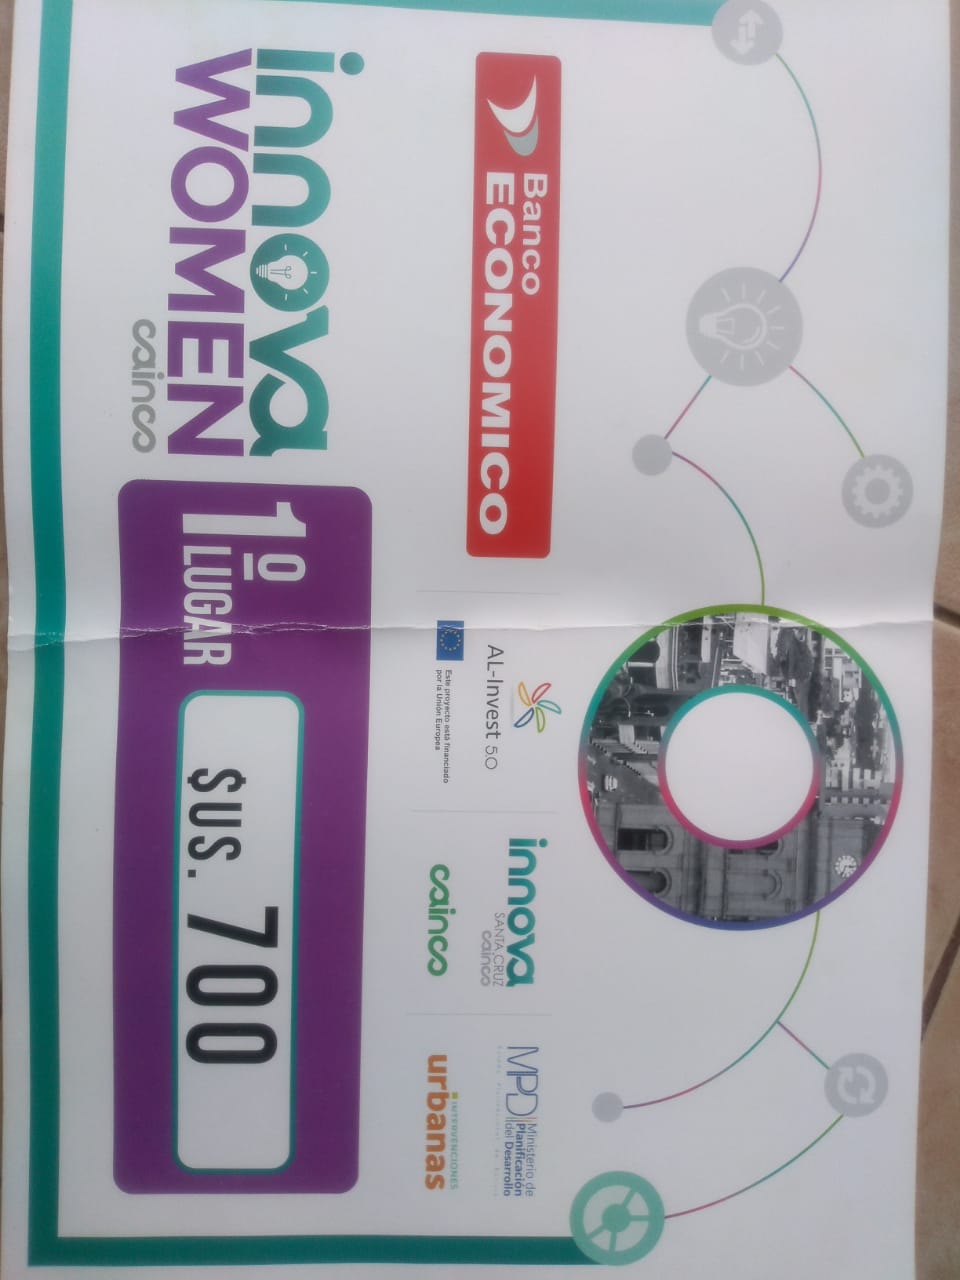 Banco
ECONOMICO
AL-Invest 5.0
Este proyecto está financiado
por la Unión Europea
innova
SANTA CRUZ
cainco
cainco
MPD
Ministerio de
Planificación
del Desarrollo
INTERVENCIONES
urbanas
innova
WOMEN
cainco
1º
LUGAR
$US. 700